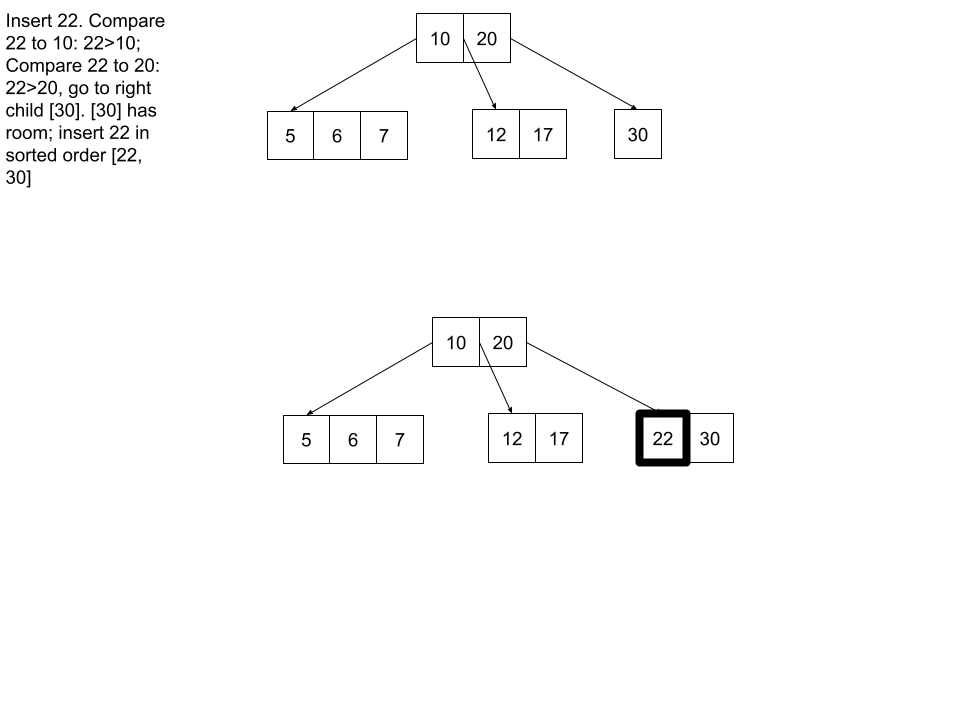 Insert 22. Compare
22 to 10: 22>10;
Compare 22 to 20:
22>20, go to right
child [30]. [30] has
room; insert 22 in
sorted order [22,
30]
10 20
5 6 7 12 17 30
10 20
5 6 7 12 17 22 30